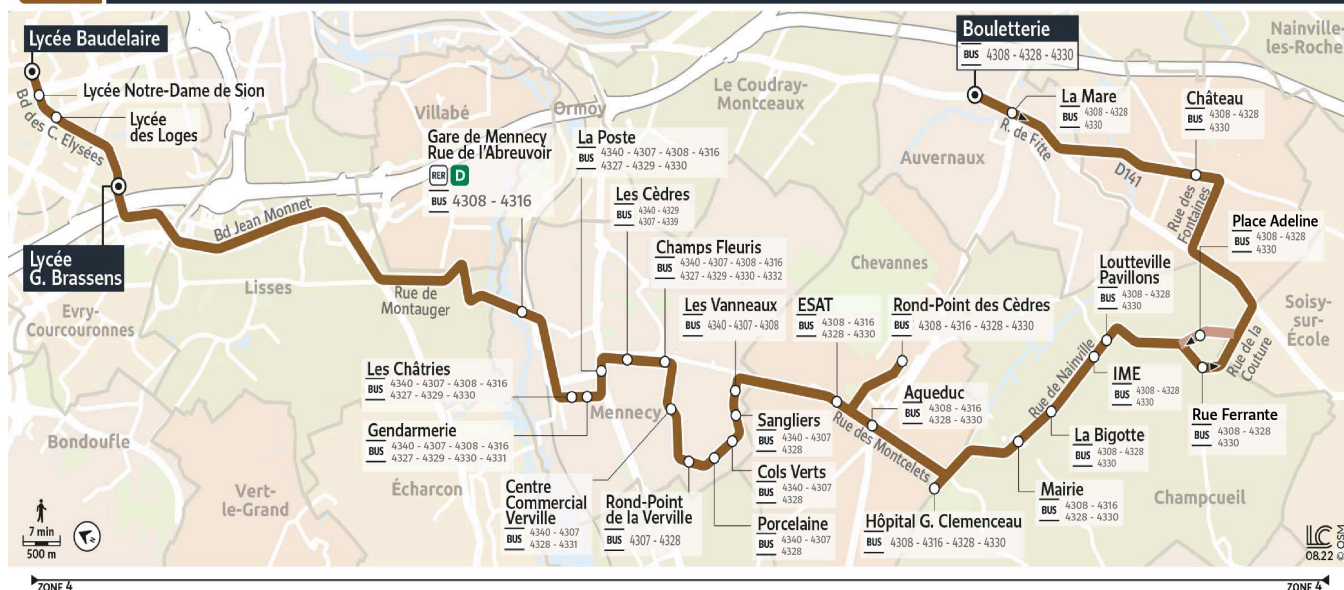 Lycée Baudelaire
Lycée Notre-Dame de Sion
Lycée
des Loges
Bd des C. Elysées
Lycée
G. Brassens
Bd Jean Monnet
Lisses
Evry-
Courcouronnes
Bondoufle
Vert-
le-Grand
Villabé
Ormoy
Rue de
Montauger
Gare de Mennecy
Rue de l'Abreuvoir
RER D
BUS 4308 - 4316
La Poste
BUS 4340 - 4307 - 4308 - 4316
4327 - 4329 - 4330
Les Cèdres
BUS 4340 - 4329
4307 - 4339
Champs Fleuris
BUS 4340 - 4307 - 4308 - 4316
4327 - 4329 - 4330 - 4332
Les Vanneaux
BUS 4340 - 4307 - 4308
ESAT
BUS 4308 - 4316
4328 - 4330
Rond-Point des Cèdres
BUS 4308 - 4316 - 4328 - 4330
Les Châtries
BUS 4340 - 4307 - 4308 - 4316
4327 - 4329 - 4330
Gendarmerie
BUS 4340 - 4307 - 4308 - 4316
4327 - 4329 - 4330 - 4331
Mennecy
Écharcon
Centre
Commercial
Verville
BUS 4340 - 4307
4328 - 4331
Rond-Point
de la Verville
BUS 4307 - 4328
Sangliers
BUS 4340 - 4307
4328
Cols Verts
BUS 4340 - 4307
4328
Porcelaine
BUS 4340 - 4307
4328
Rue des Montcelets
Aqueduc
BUS 4308 - 4316
4328 - 4330
Hôpital G. Clemenceau
BUS 4308 - 4316 - 4328 - 4330
Mairie
BUS 4308 - 4316
4328 - 4330
La Bigotte
BUS 4308 - 4328
4330
IME
BUS 4308 - 4328
4330
Rue de Nainville
Loutteville
Pavillons
BUS 4308 - 4328
4330
Rue Ferrante
BUS 4308 - 4328
4330
Place Adeline
BUS 4308 - 4328
4330
Rue de la
Couture
Rue des
Fontaines
Château
BUS 4308 - 4328
4330
D141
La Mare
BUS 4308 - 4328
4330
R. de Fitte
Bouletterie
BUS 4308 - 4328 - 4330
Le Coudray-
Montceaux
Auvernaux
Chevannes
Champcueil
Nainville-
les-Roche
Soisy-
sur-
École
7 min
500 m
LC
08.22 © OSM
ZONE 4
ZONE 4